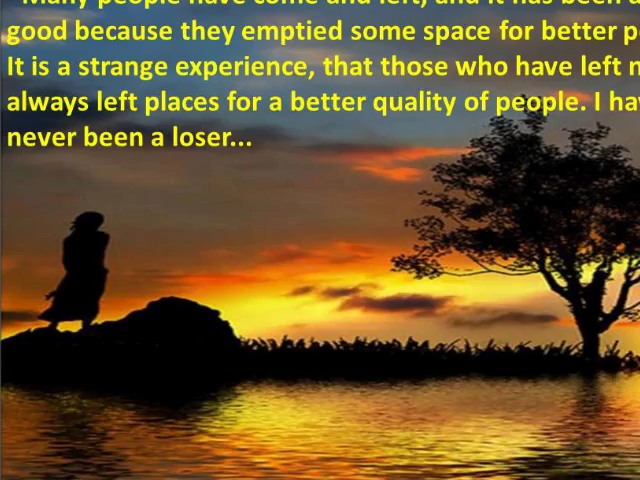 Many people have come and left, and it has been
good because they emptied some space for better
It is a strange experience, that those who have left
always left places for a better quality of people. I
never been a loser...